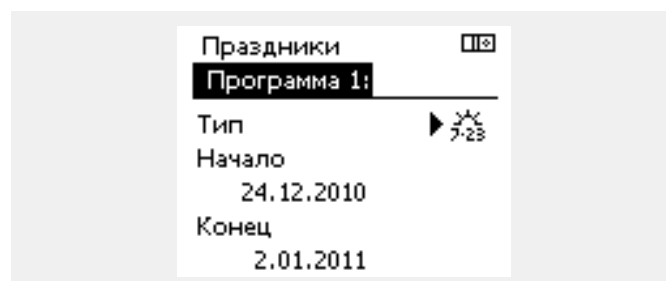 Праздники
Программа 1:
Тип 7-23
Начало
24.12.2010
Конец
2.01.2011